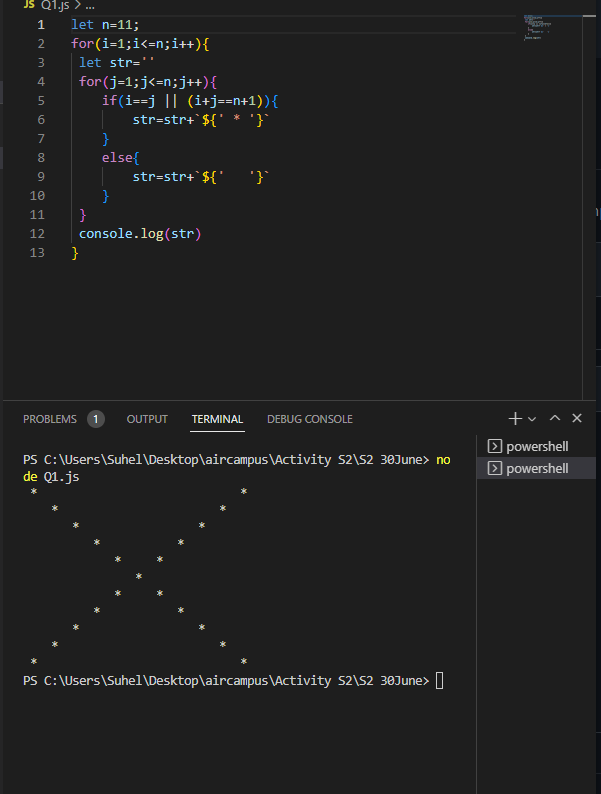 JS Q1.js > ...
1 let n=11;
2 for(i=1;i<=n;i++){
3  let str=''
4  for(j=1;j<=n;j++){
5     if(i==j || (i+j==n+1)){
6         str=str+`${' * '}`
7     }
8     else{
9         str=str+`${'   '}`
10     }
11  }
12  console.log(str)
13 }
PROBLEMS 1 OUTPUT TERMINAL DEBUG CONSOLE
powershell
powershell
PS C:\Users\Suhel\Desktop\aircampus\Activity S2\S2 30June> no
de Q1.js
 *                             * 
    *                       *    
       *                 *       
          *           *          
             *     *             
                *                
             *     *             
          *           *          
       *                 *       
    *                       *    
 *                             * 
PS C:\Users\Suhel\Desktop\aircampus\Activity S2\S2 30June>